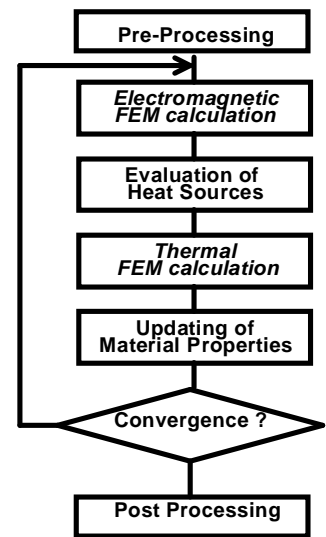 Pre-Processing
Electromagnetic
FEM calculation
Evaluation of
Heat Sources
Thermal
FEM calculation
Updating of
Material Properties
Convergence ?
Post Processing